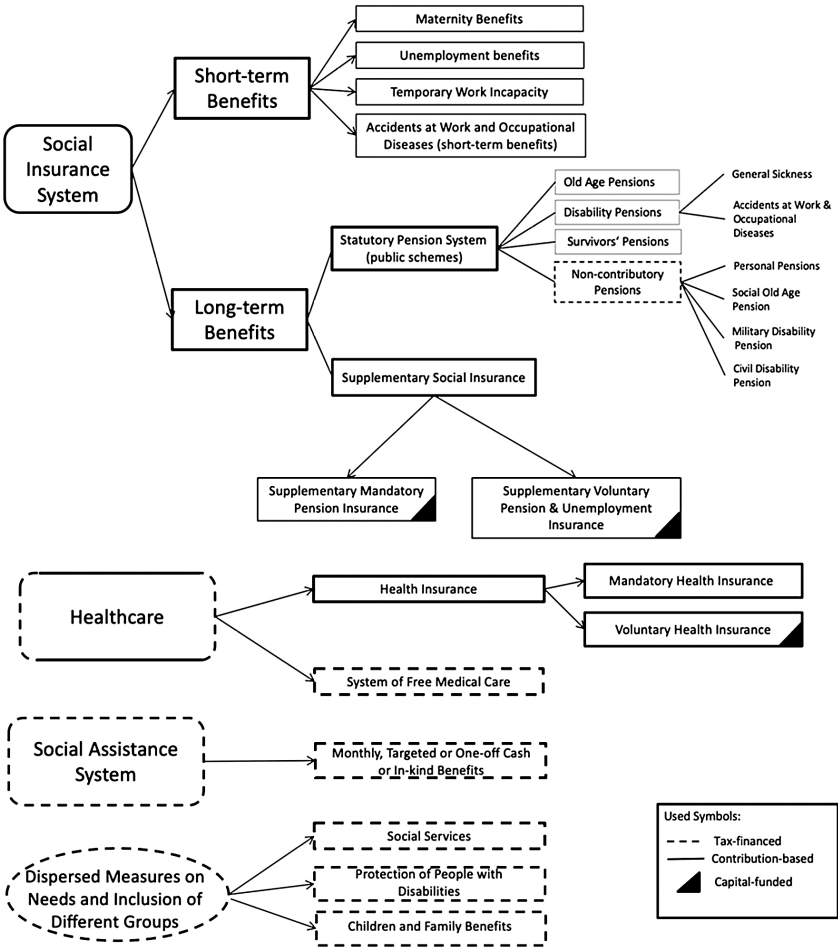 Maternity Benefits
Unemployment benefits
Short-term
Benefits
Temporary Work Incapacity
Accidents at Work and Occupational
Diseases (short-term benefits)
Social
Insurance
System
Old Age Pensions
General Sickness
Disability Pensions
Accidents at Work &
Occupational
Diseases
Statutory Pension System
(public schemes)
Survivors' Pensions
Non-contributory
Pensions
Personal Pensions
Social Old Age
Pension
Military Disability
Pension
Civil Disability
Pension
Long-term
Benefits
Supplementary Social Insurance
Supplementary Mandatory
Pension Insurance
Supplementary Voluntary
Pension & Unemployment
Insurance
Healthcare
Health Insurance
Mandatory Health Insurance
Voluntary Health Insurance
System of Free Medical Care
Social Assistance
System
Monthly, Targeted or One-off Cash
or In-kind Benefits
Dispersed Measures on
Needs and Inclusion of
Different Groups
Social Services
Protection of People with
Disabilities
Children and Family Benefits
Used Symbols:
Tax-financed
Contribution-based
Capital-funded